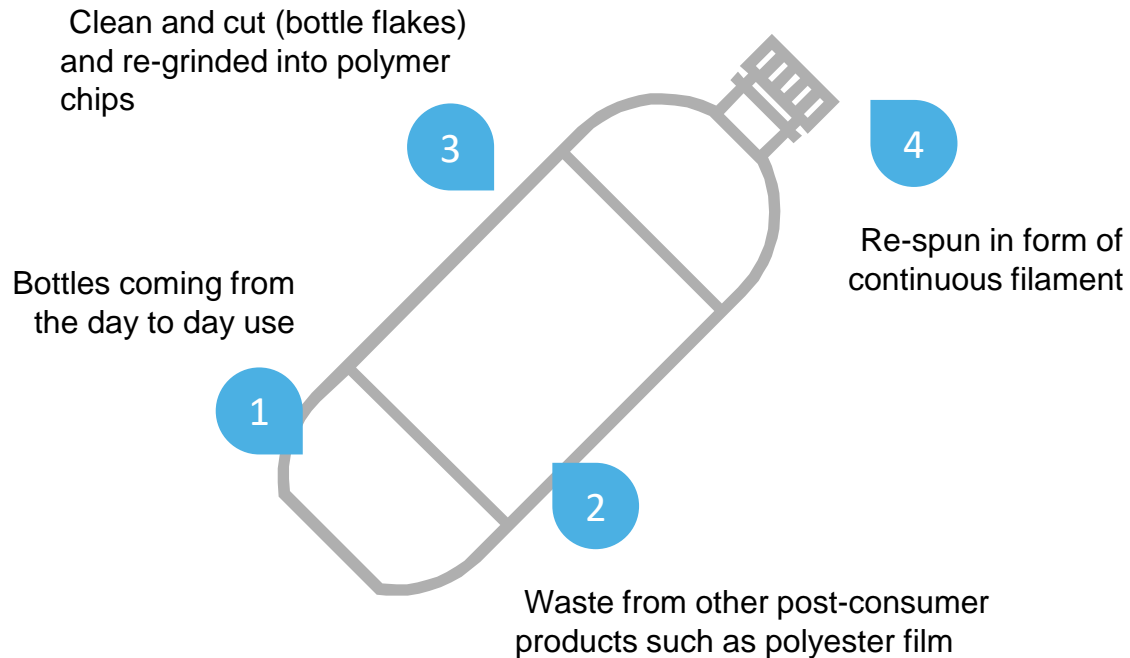 Clean and cut (bottle flakes)
and re-grinded into polymer
chips
3
4
Re-spun in form of
continuous filament
Bottles coming from
the day to day use
1
2
Waste from other post-consumer
products such as polyester film